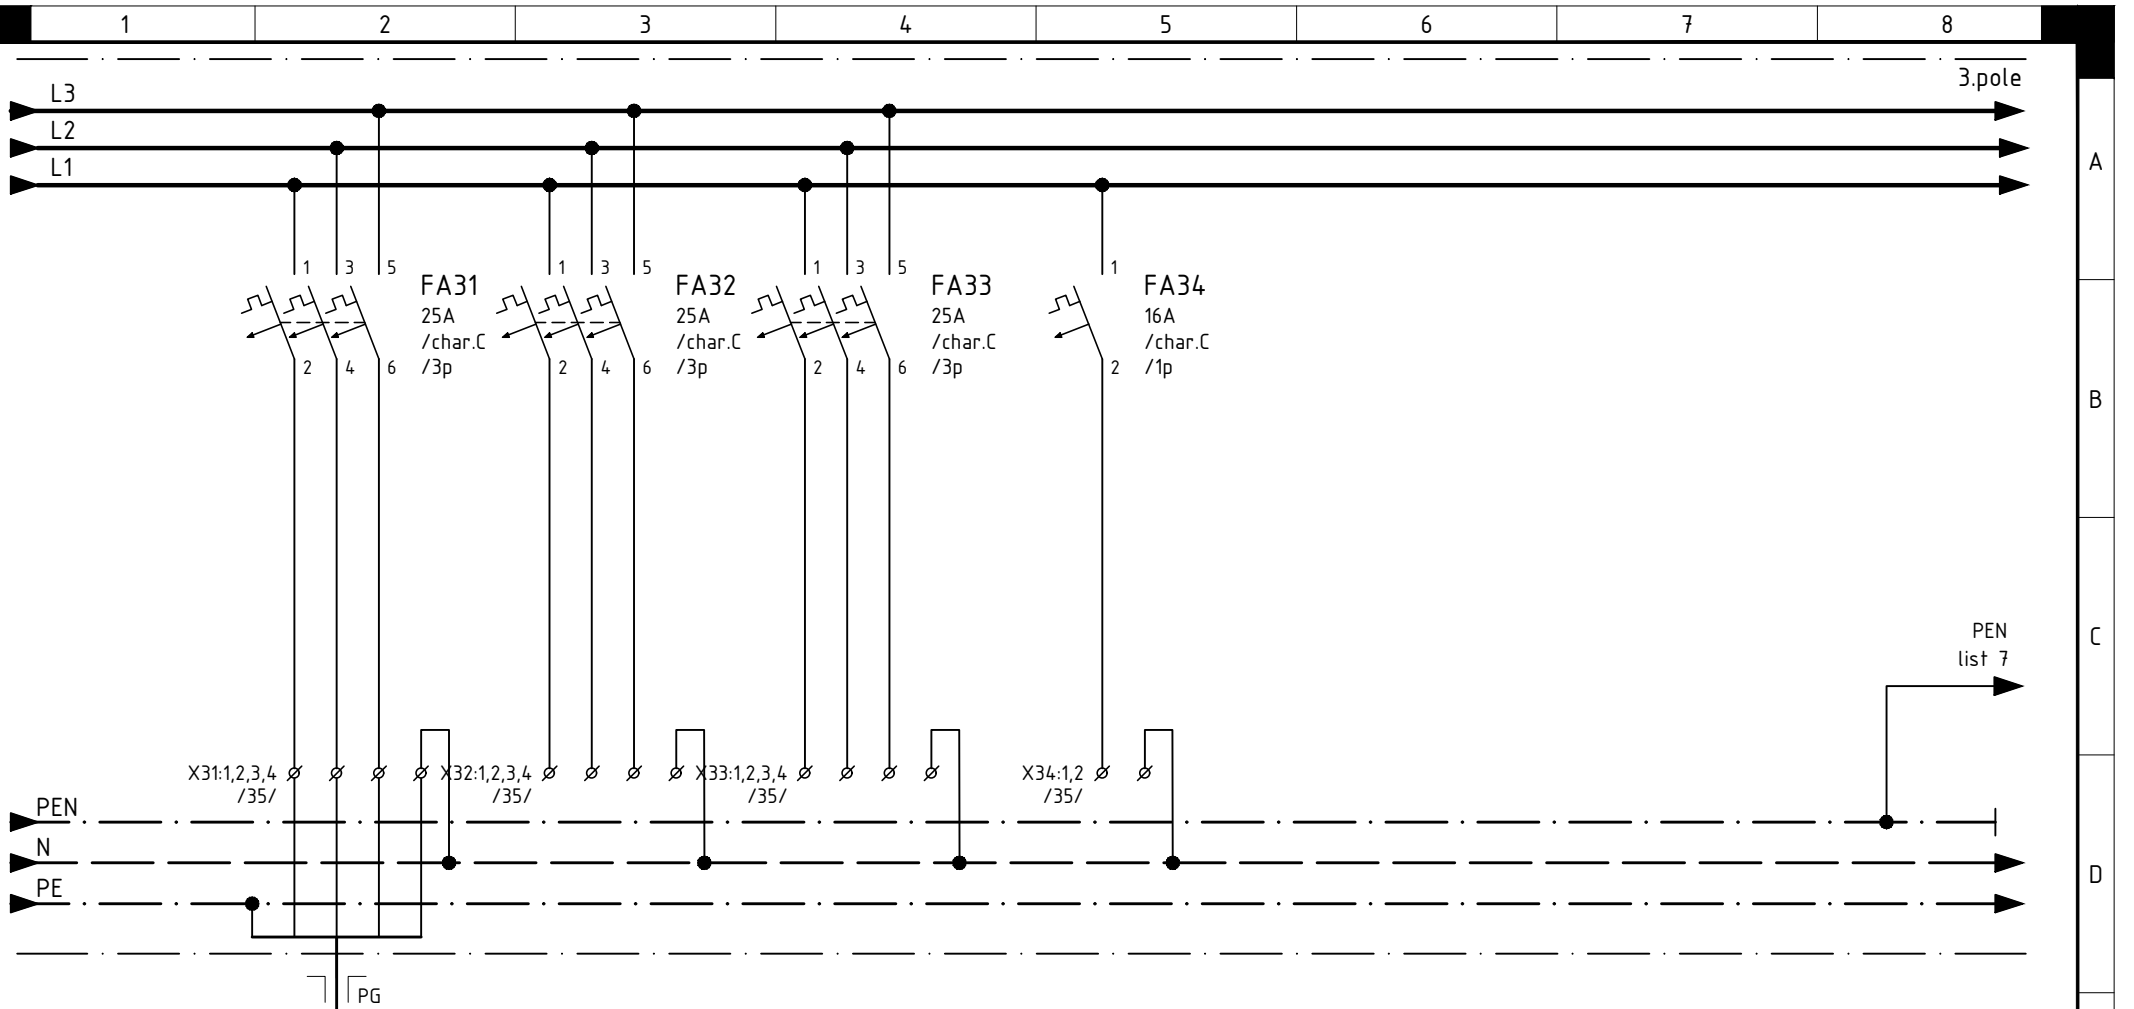 1 2 3 4 5 6 7 8
3.pole
L3
L2
L1
A
1 3 5 1 3 5 1 3 5 1
FA31 FA32 FA33 FA34
25A 25A 25A 16A
/char.C /char.C /char.C /char.C
2 4 6 /3p 2 4 6 /3p 2 4 6 /3p 2 /1p
B
PEN
C
list 7
X31:1,2,3,4 X32:1,2,3,4 X33:1,2,3,4 X34:1,2
/35/ /35/ /35/ /35/
PEN
N
D
PE
PG